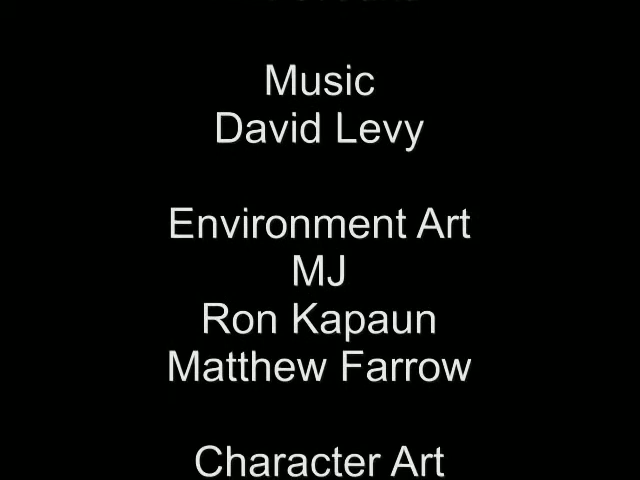 Music
David Levy
Environment Art
MJ
Ron Kapaun
Matthew Farrow
Character Art